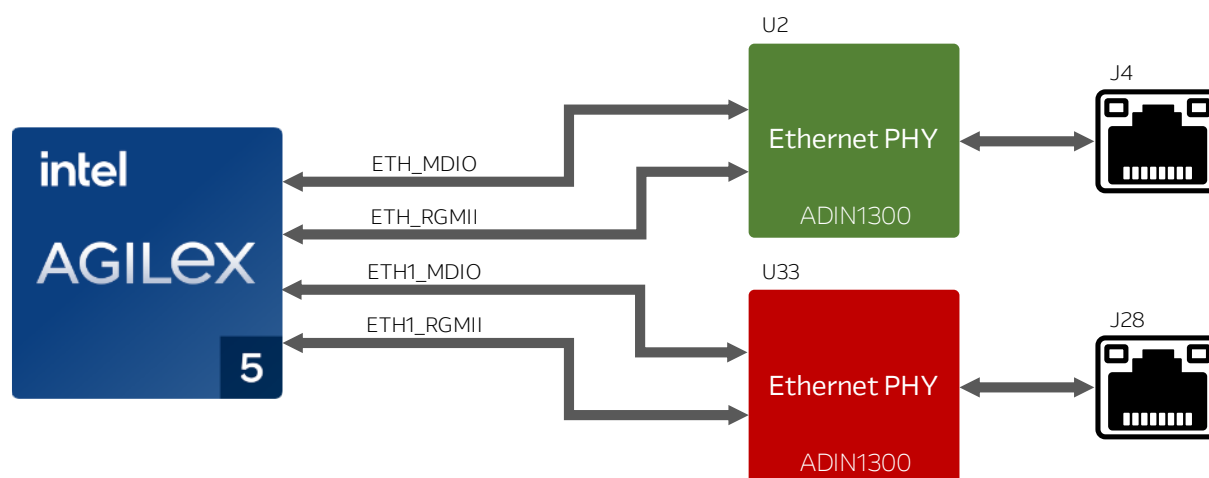 U2
J4
Ethernet PHY
intel
ETH_MDIO
ADIN1300
ETH_RGMII
AGILEX
ETH1_MDIO
U33
ETH1_RGMII
J28
5
Ethernet PHY
ADIN1300